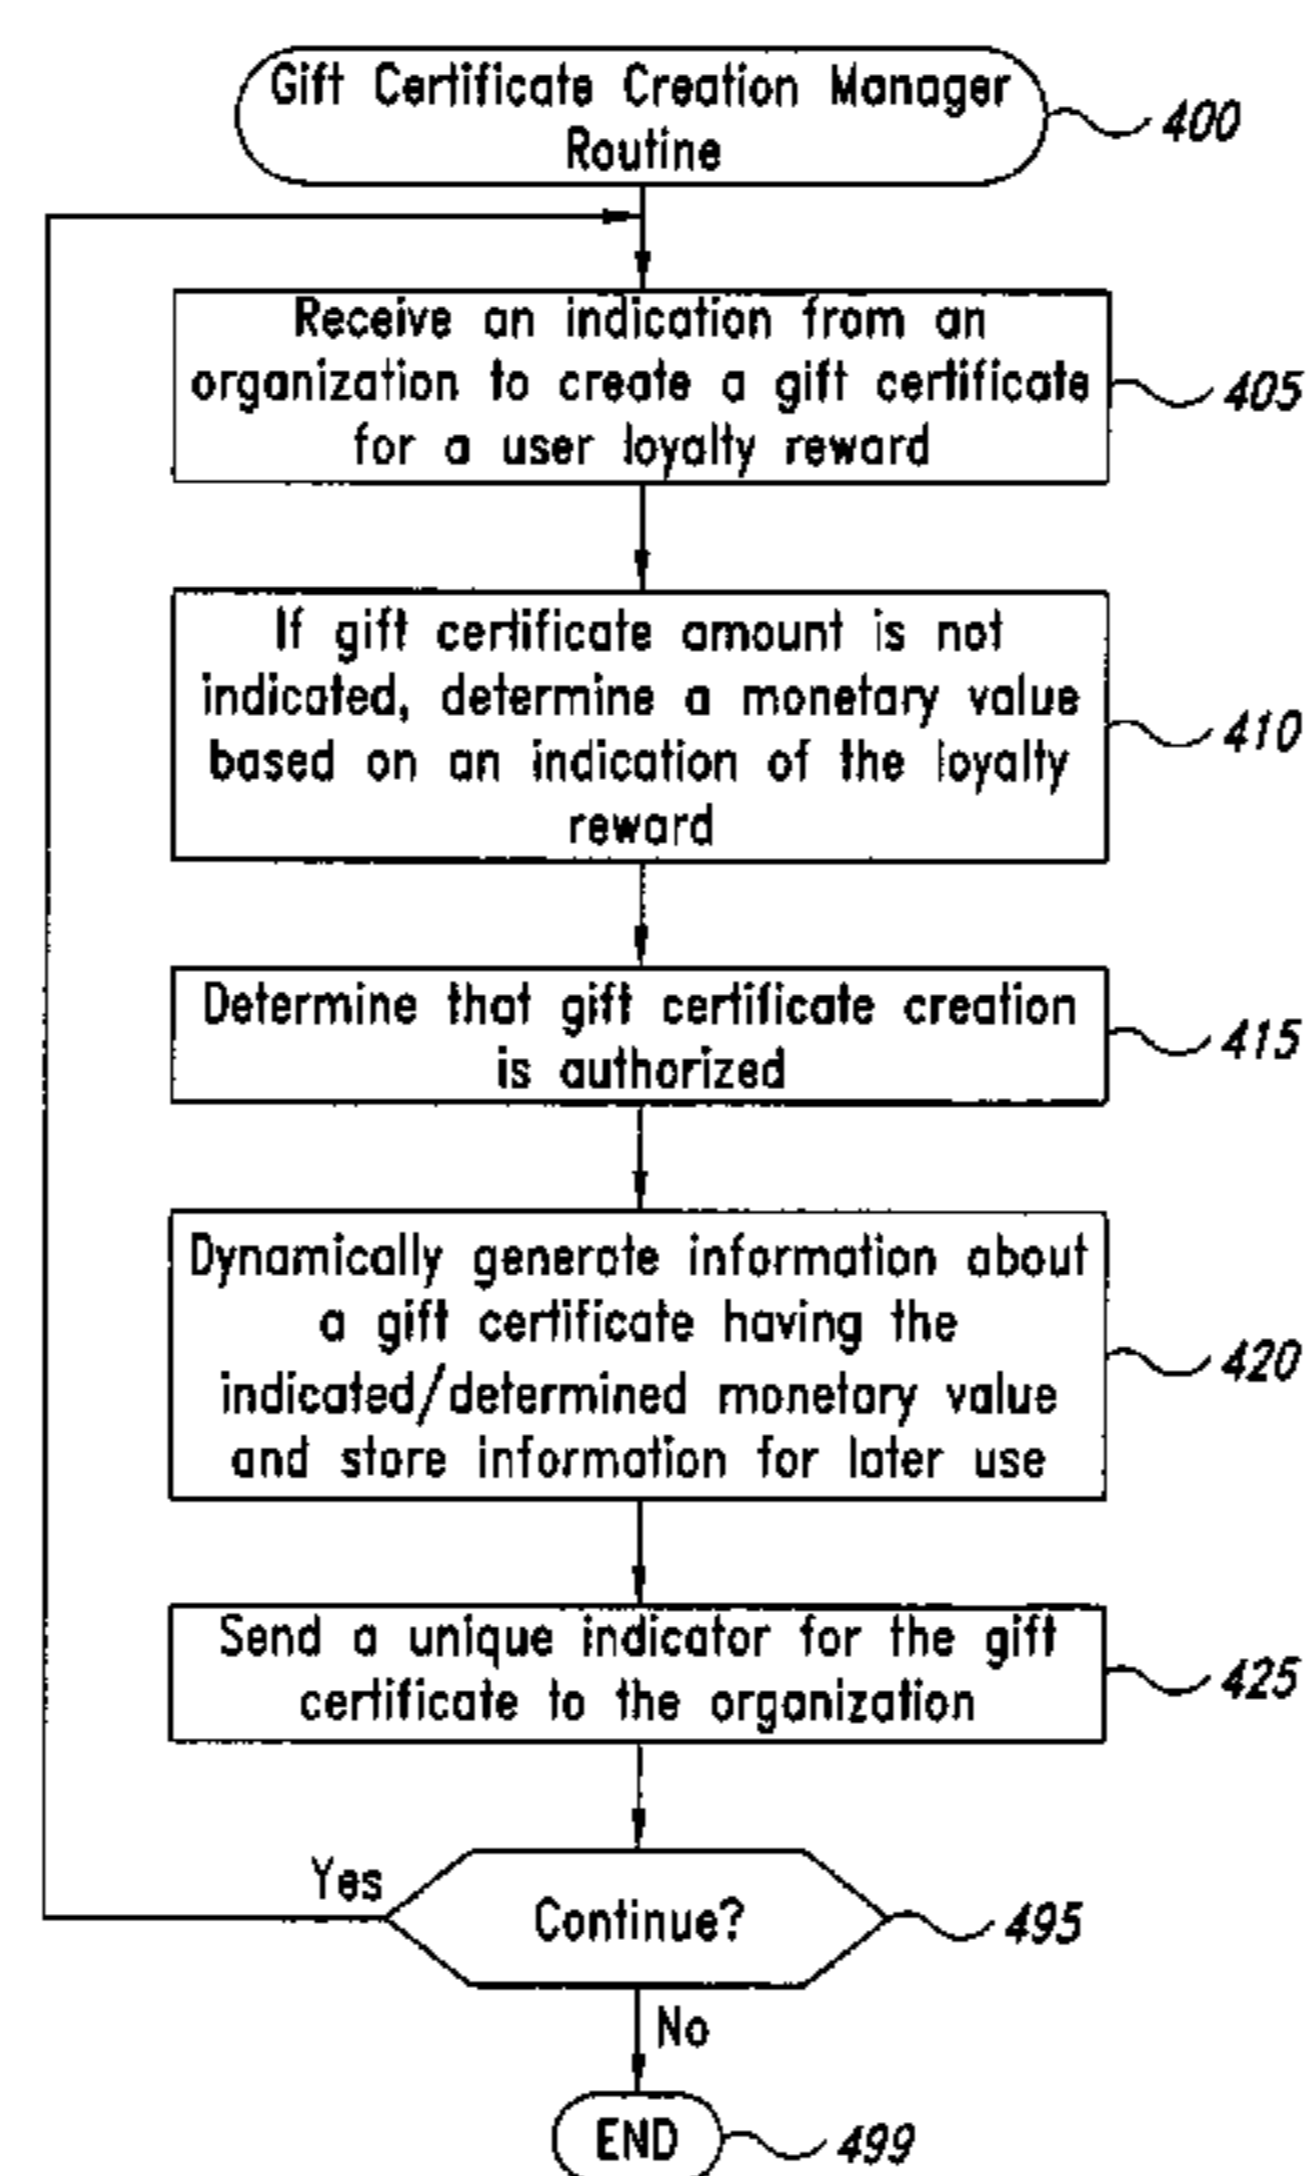 Gift Certificate Creation Manager
Routine
400
Receive an indication from an
organization to create a gift certificate
for a user loyalty reward
405
If gift certificate amount is not
indicated, determine a monetary value
based on an indication of the loyalty
reward
410
Determine that gift certificate creation
is authorized
415
Dynamically generate information about
a gift certificate having the
indicated/determined monetary value
and store information for later use
420
Send a unique indicator for the gift
certificate to the organization
425
Yes
Continue?
495
No
END
499